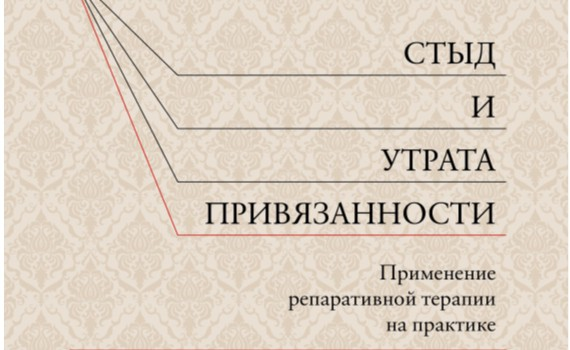 СТЫД
И
УТРАТА
ПРИВЯЗАННОСТИ
Применение
репаративной терапии
на практике